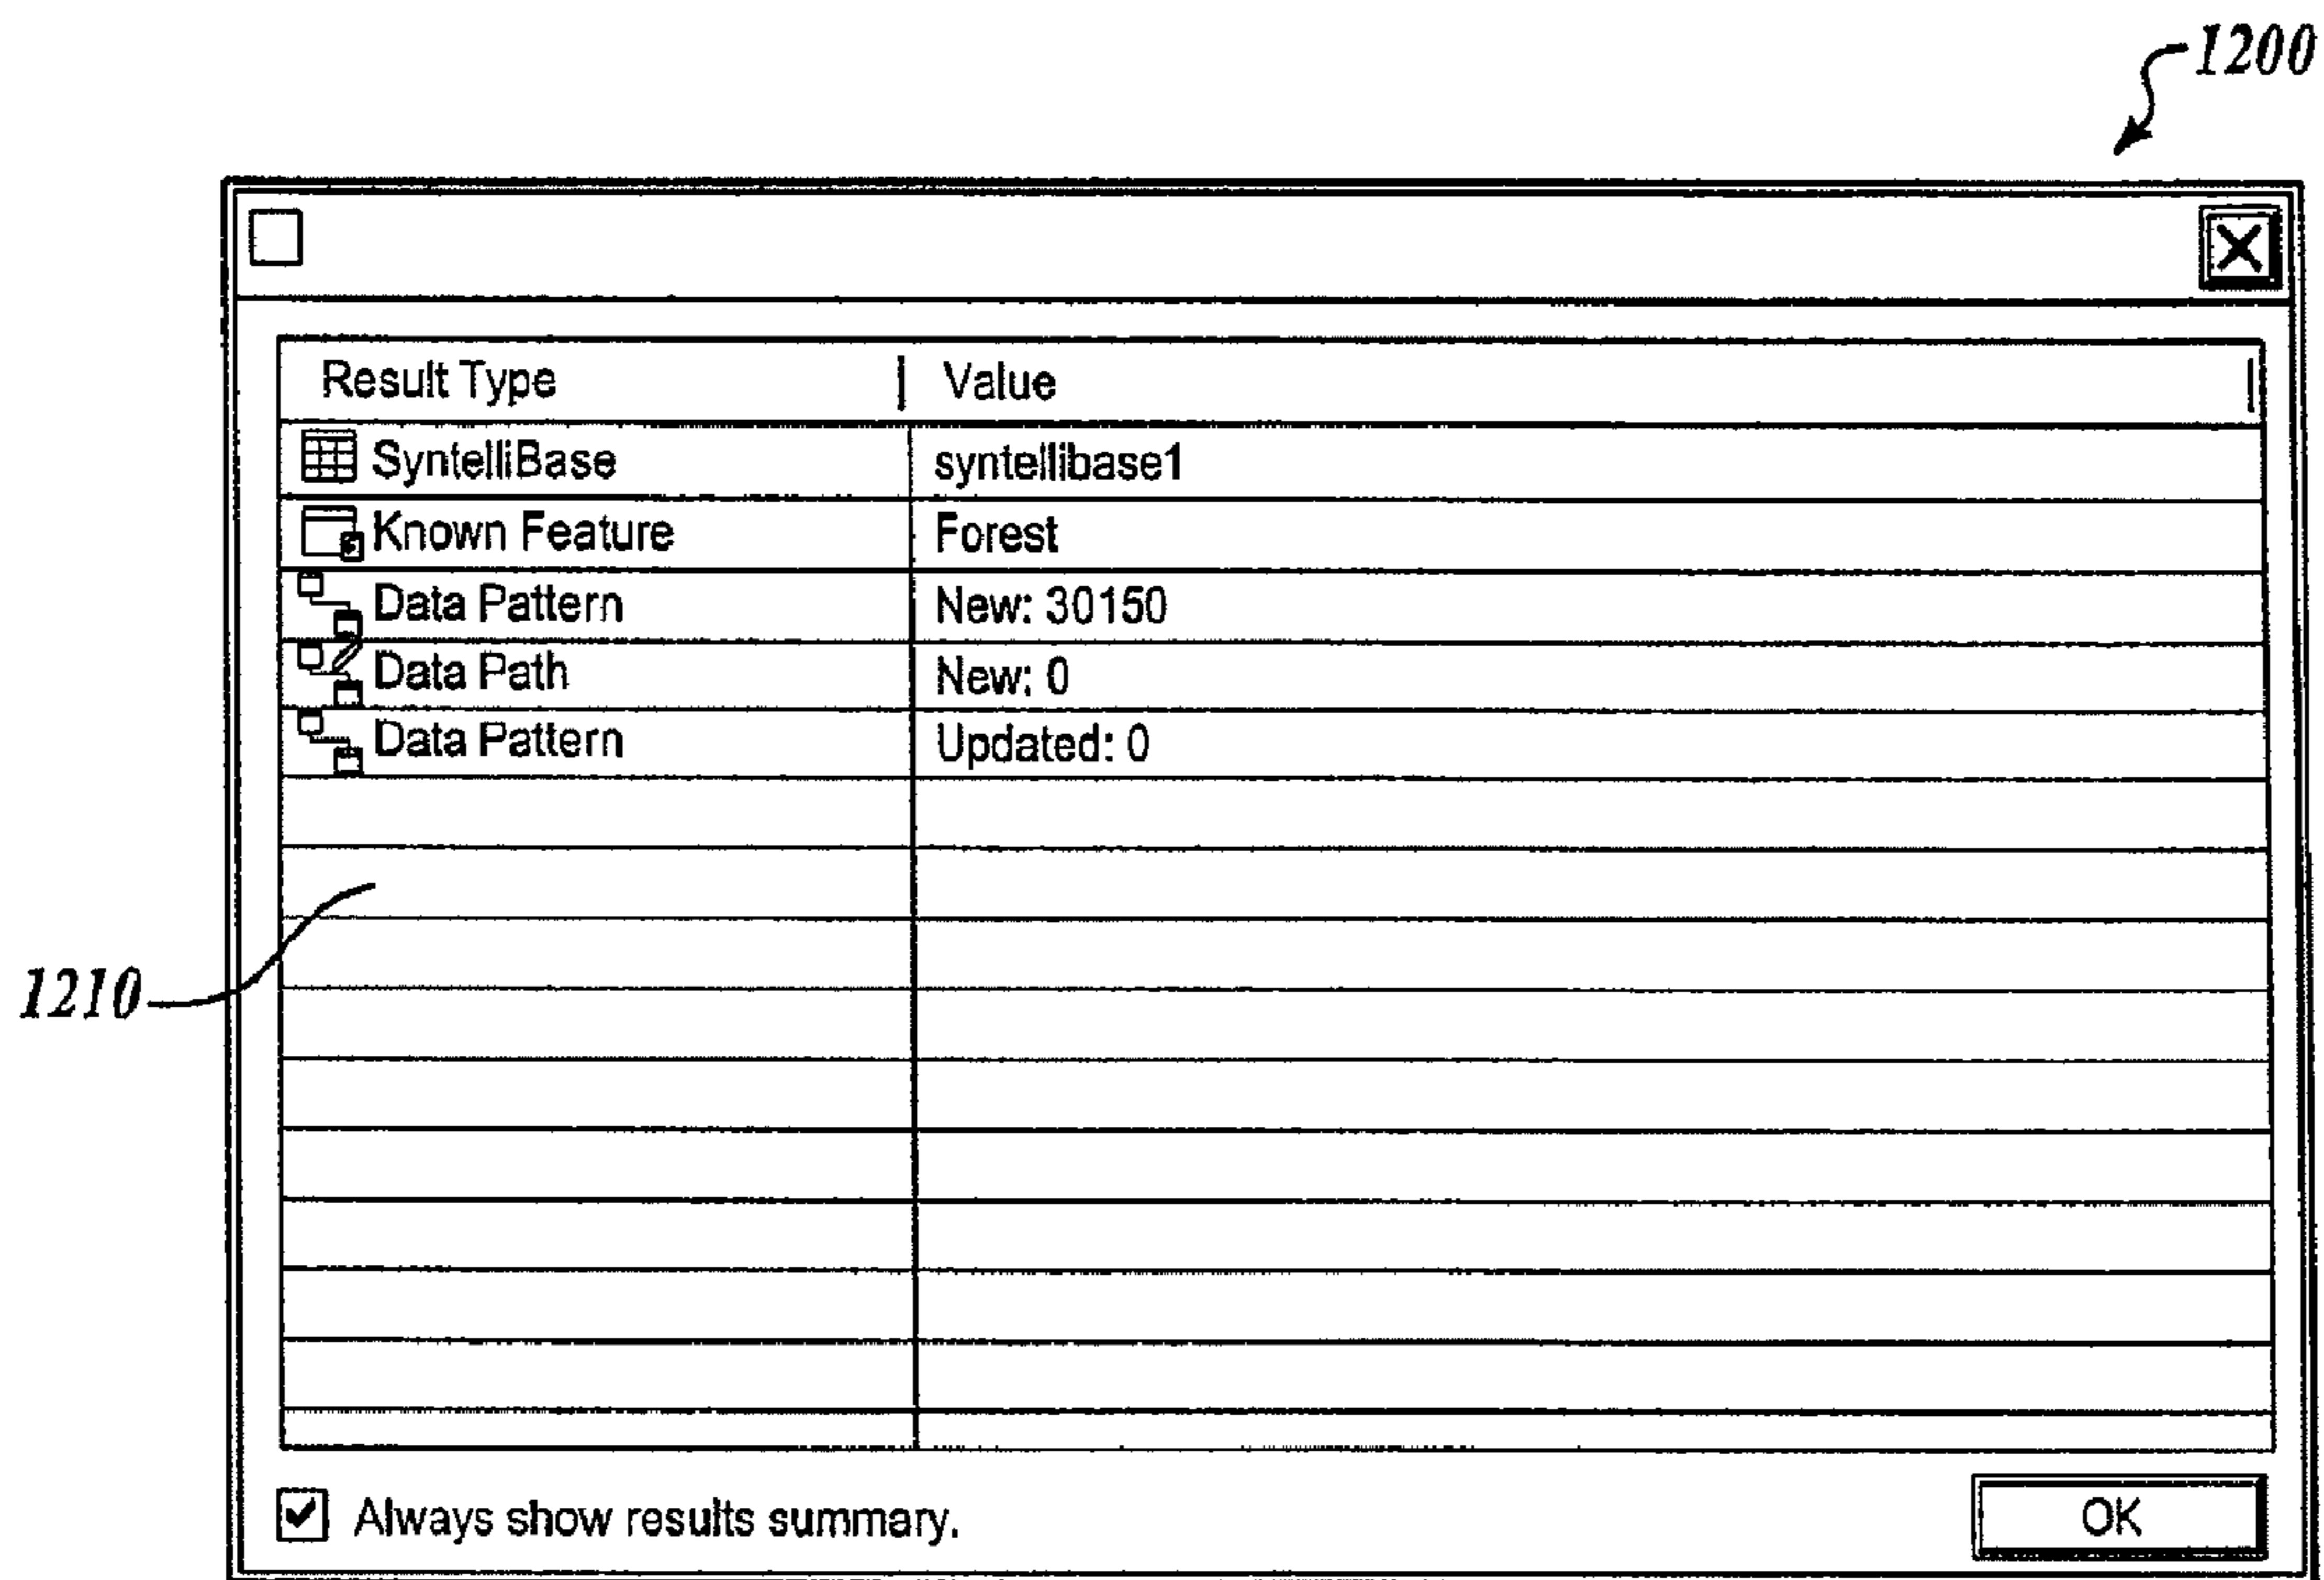 1200
Result Type | Value
SyntelliBase syntellibase1
Known Feature Forest
Data Pattern New: 30150
Data Path New: 0
Data Pattern Updated: 0
1210
Always show results summary.
OK